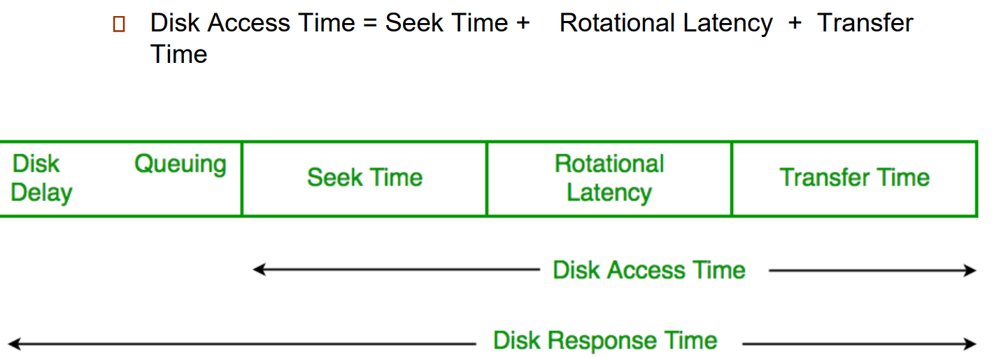 Disk Access Time = Seek Time + Rotational Latency + Transfer
Time
Disk Queuing
Delay
Seek Time
Rotational
Latency
Transfer Time
Disk Access Time
Disk Response Time